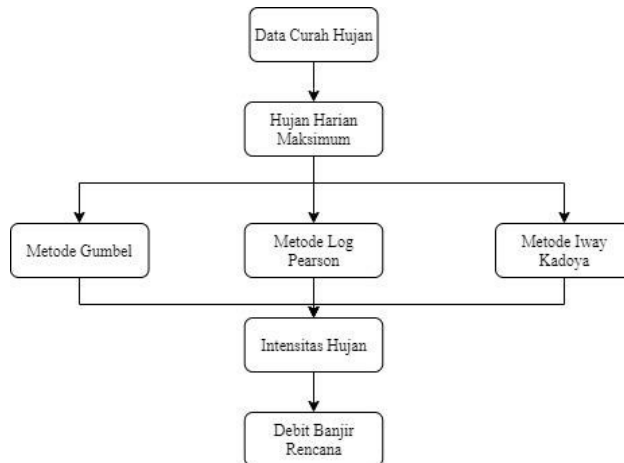 Data Curah Hujan
Hujan Harian
Maksimum
Metode Gumbel
Metode Log
Pearson
Metode Iway
Kadoya
Intensitas Hujan
Debit Banjir
Rencana